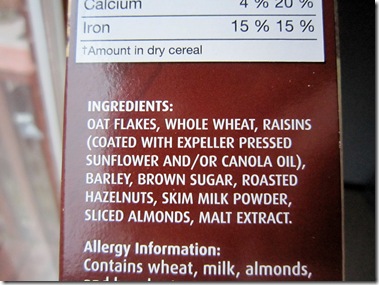 Calcium 4 % 20 %
Iron 15 % 15 %
†Amount in dry cereal
INGREDIENTS:
OAT FLAKES, WHOLE WHEAT, RAISINS
(COATED WITH EXPELLER PRESSED
SUNFLOWER AND/OR CANOLA OIL),
BARLEY, BROWN SUGAR, ROASTED
HAZELNUTS, SKIM MILK POWDER,
SLICED ALMONDS, MALT EXTRACT.
Allergy Information:
Contains wheat, milk, almonds,